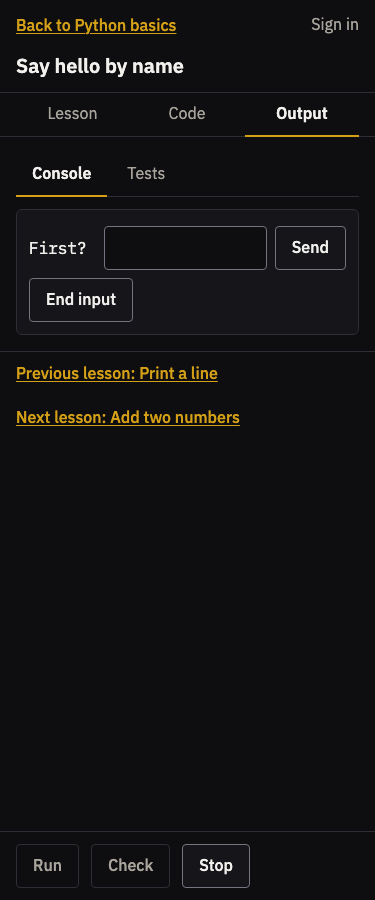 Back to Python basics
Sign in
Say hello by name
Lesson
Code
Output
Console
Tests
First?
Send
End input
Previous lesson: Print a line
Next lesson: Add two numbers
Run
Check
Stop